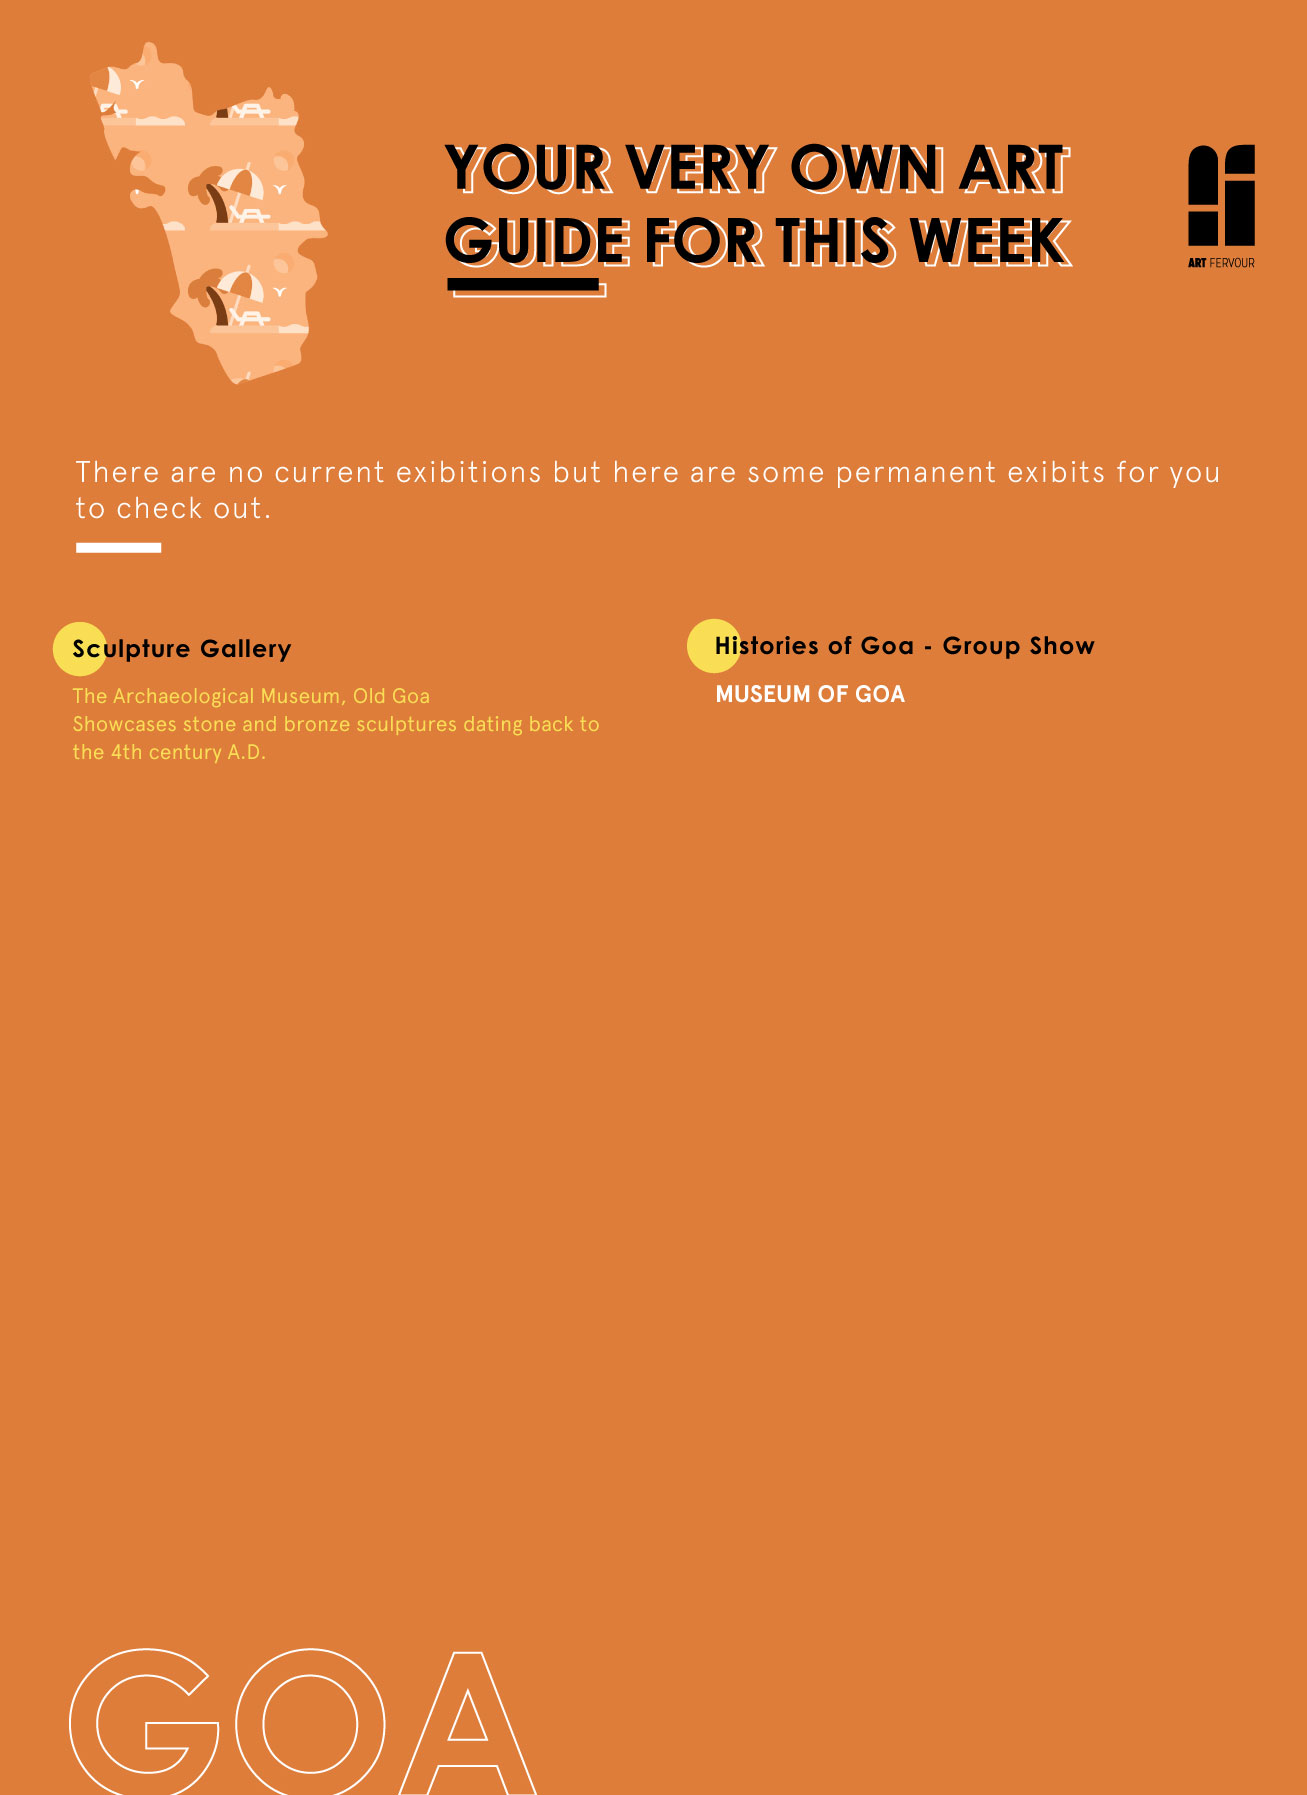 YOUR VERY OWN ART
GUIDE FOR THIS WEEK
ART FERVOUR
There are no current exibitions but here are some permanent exibits for you
to check out.
Sculpture Gallery
The Archaeological Museum, Old Goa
Showcases stone and bronze sculptures dating back to
the 4th century A.D.
Histories of Goa - Group Show
MUSEUM OF GOA
GOA